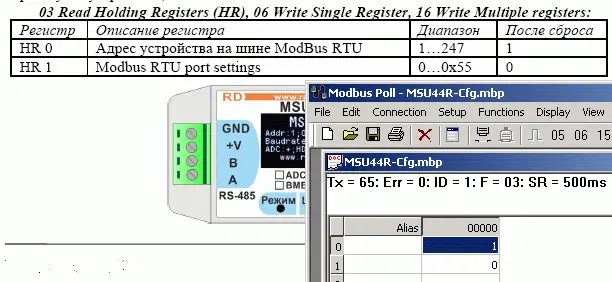 03 Read Holding Registers (HR), 06 Write Single Register, 16 Write Multiple registers:
Регистр Описание регистра Диапазон После сброса
HR 0 Адрес устройства на шине ModBus RTU 1…247 1
HR 1 Modbus RTU port settings 0…0x55 0
RD
MSU
GND
+V
B
A
RS-485
MS
Addr:1;
Baudrate
ADC:+;HD
ADC
BME
Режим
Modbus Poll - MSU44R-Cfg.mbp
File Edit Connection Setup Functions Display View
05 06 15
MSU44R-Cfg.mbp
Tx = 65: Err = 0: ID = 1: F = 03: SR = 500ms
Alias 00000
0 1
1 0